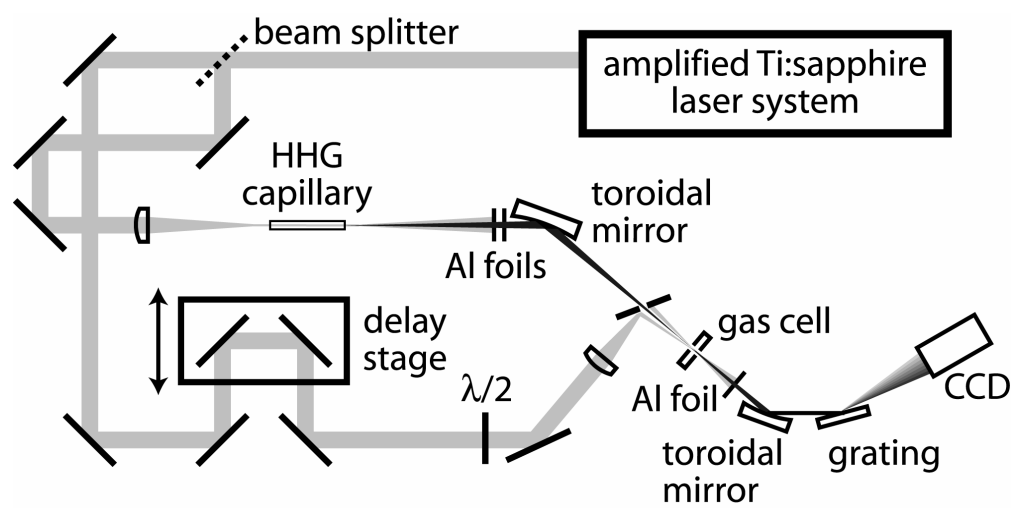 beam splitter
amplified Ti:sapphire
laser system
HHG
capillary
toroidal
mirror
Al foils
delay
stage
gas cell
λ/2
Al foil
CCD
toroidal
mirror
grating